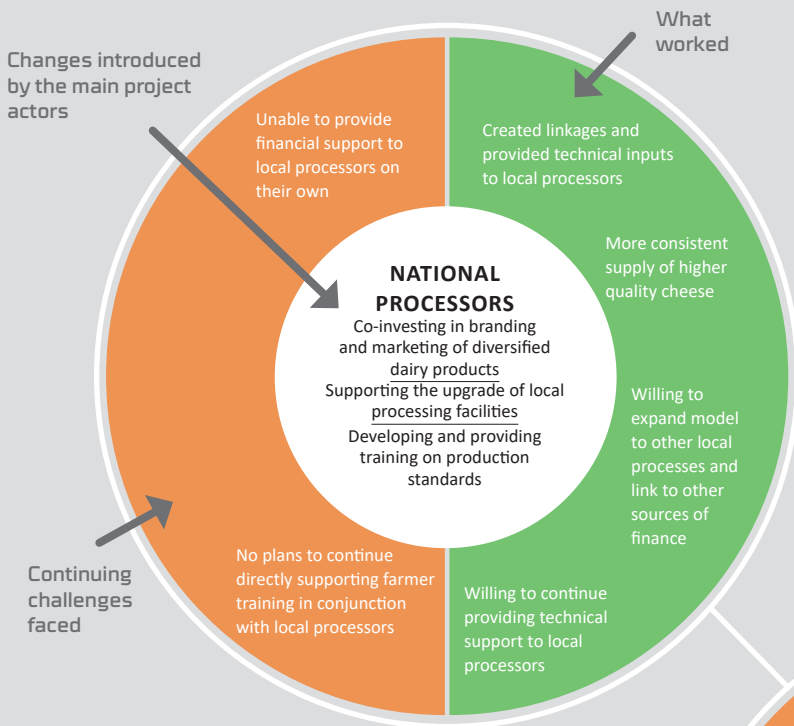 What
worked
Changes introduced
by the main project
actors
Unable to provide
financial support to
local processors on
their own
Created linkages and
provided technical inputs
to local processors
More consistent
supply of higher
quality cheese
NATIONAL
PROCESSORS
Co-investing in branding
and marketing of diversified
dairy products
Supporting the upgrade of local
processing facilities
Developing and providing
training on production
standards
Willing to
expand model
to other local
processes and
link to other
sources of
finance
Continuing
challenges
faced
No plans to continue
directly supporting farmer
training in conjunction
with local processors
Willing to continue
providing technical
support to local
processors